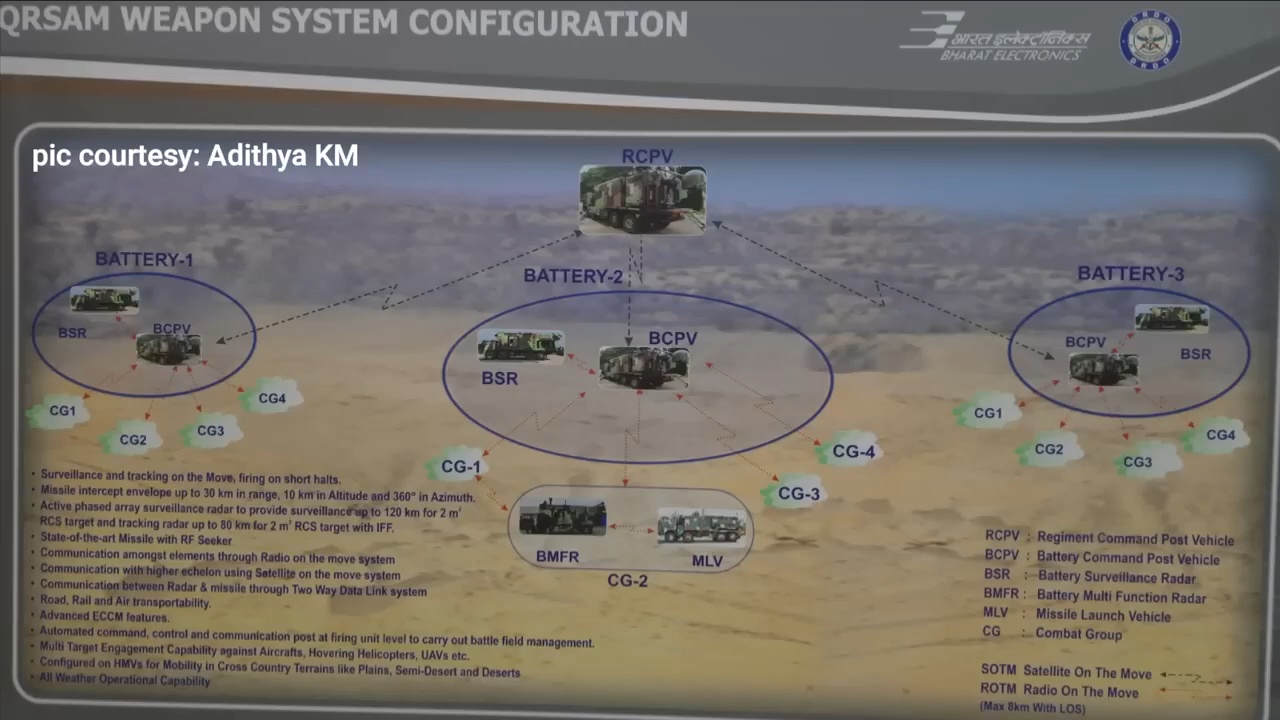 QRSAM WEAPON SYSTEM CONFIGURATION
भारत इलेक्ट्रॉनिक्स
BHARAT ELECTRONICS
DRDO
DRDO
pic courtesy: Adithya KM
RCPV
BATTERY-1
BSR
BCPV
CG1
CG2
CG3
CG4
BATTERY-2
BCPV
BSR
CG-1
CG-4
CG-3
BMFR
MLV
CG-2
BATTERY-3
BCPV
BSR
CG1
CG2
CG3
CG4
• Surveillance and tracking on the Move, firing on short halts.
• Missile intercept envelope up to 30 km in range, 10 km in Altitude and 360° in Azimuth.
• Active phased array surveillance radar to provide surveillance up to 120 km for 2 m²
RCS target and tracking radar up to 80 km for 2 m² RCS target with IFF.
• State-of-the-art Missile with RF Seeker
• Communication amongst elements through Radio on the move system
• Communication with higher echelon using Satellite on the move system
• Communication between Radar & missile through Two Way Data Link system
• Road, Rail and Air transportability.
• Advanced ECCM features.
• Automated command, control and communication post at firing unit level to carry out battle field management.
• Multi Target Engagement Capability against Aircrafts, Hovering Helicopters, UAVs etc.
• Configured on HMVs for Mobility in Cross Country Terrains like Plains, Semi-Desert and Deserts
• All Weather Operational Capability
RCPV : Regiment Command Post Vehicle
BCPV : Battery Command Post Vehicle
BSR : Battery Surveillance Radar
BMFR : Battery Multi Function Radar
MLV : Missile Launch Vehicle
CG : Combat Group
SOTM Satellite On The Move
ROTM Radio On The Move
(Max 8km With LOS)